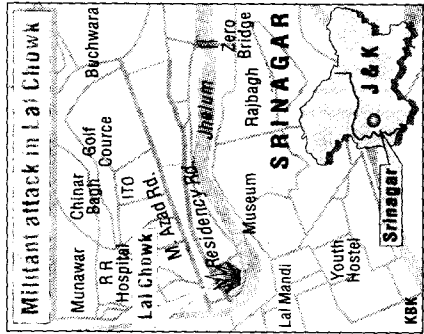 Militant attack in Lal Chowk
Munawar
Chinar
Bagh
Golf
Cource
Buchwara
R R
Hospital
ITO
Lal Chowk
M. Azad Rd.
Residency Rd.
Jhelum
Zero
Bridge
Museum
Rajbagh
SRINAGAR
Lal Mandi
Youth
Hostel
J&K
Srinagar
KBK